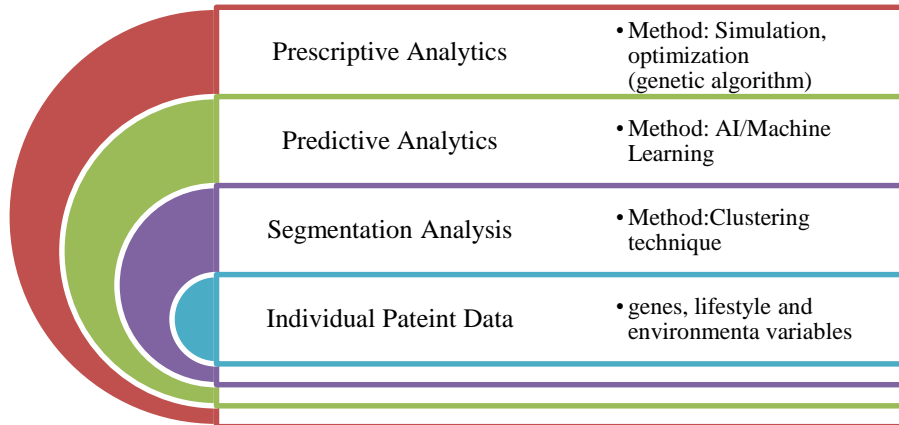 Prescriptive Analytics
• Method: Simulation,
optimization
(genetic algorithm)
Predictive Analytics
• Method: AI/Machine
Learning
Segmentation Analysis
• Method:Clustering
technique
Individual Pateint Data
• genes, lifestyle and
environmenta variables